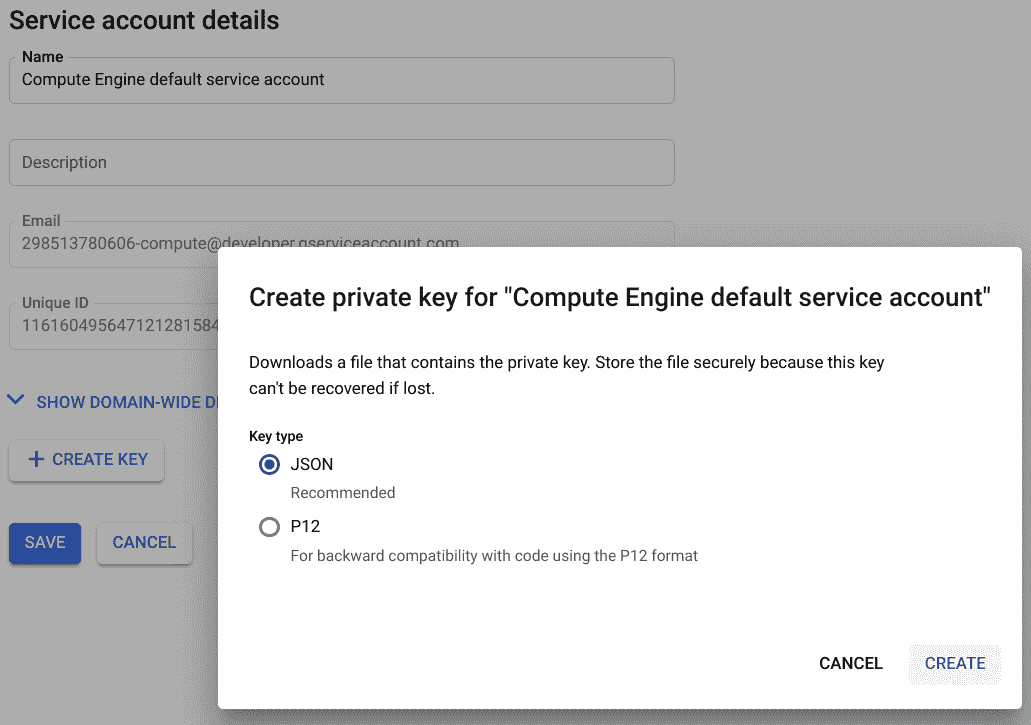 Service account details
Name
Compute Engine default service account
Description
Email
298513780606-compute@developer.gserviceaccount.com
Unique ID
116160495647121281584
SHOW DOMAIN-WIDE
+ CREATE KEY
SAVE
CANCEL
Create private key for "Compute Engine default service account"
Downloads a file that contains the private key. Store the file securely because this key
can't be recovered if lost.
Key type
JSON
Recommended
P12
For backward compatibility with code using the P12 format
CANCEL
CREATE